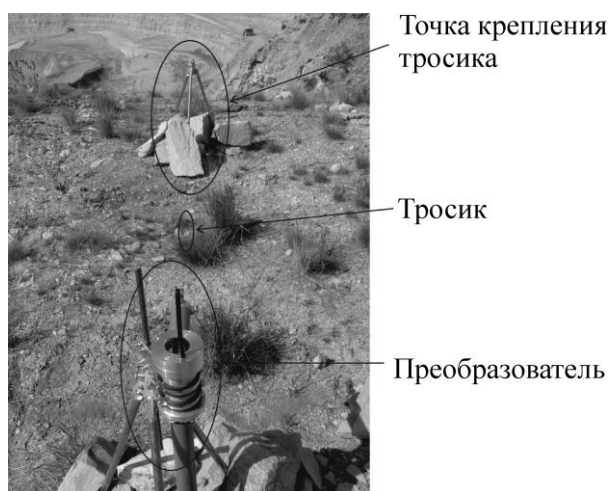 Точка крепления
тросика
Тросик
Преобразователь